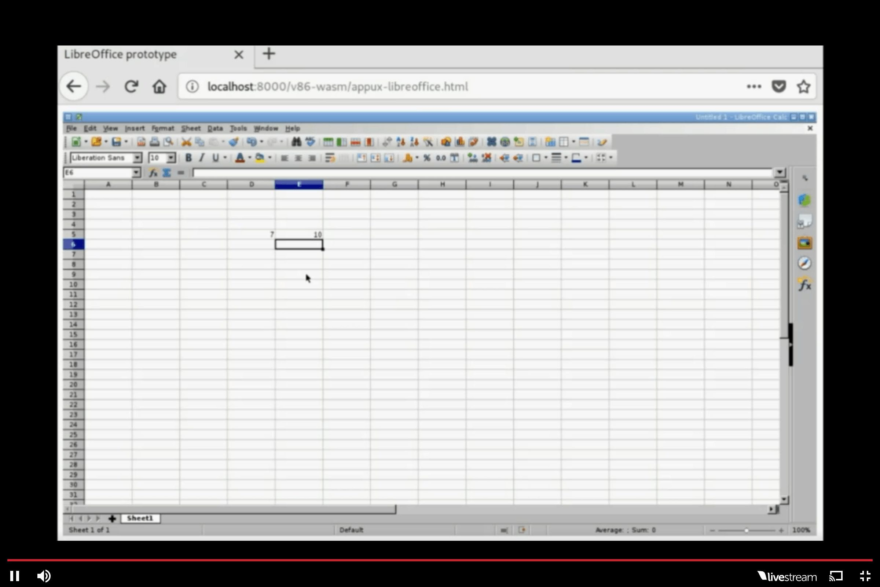 LibreOffice prototype
localhost:8000/v86-wasm/appux-libreoffice.html
Untitled 1 - LibreOffice Calc
File Edit View Insert Format Sheet Data Tools Window Help
Liberation Sans 10 B I U A % 0.0
E6
A B C D E F G H I J K L M N O
1
2
3
4
5 7 10
6
7
8
9
10
11
12
13
14
15
16
17
18
19
20
21
22
23
24
25
26
27
28
29
30
31
Sheet1
Sheet 1 of 1 Default Average: ; Sum: 0 100%
livestream